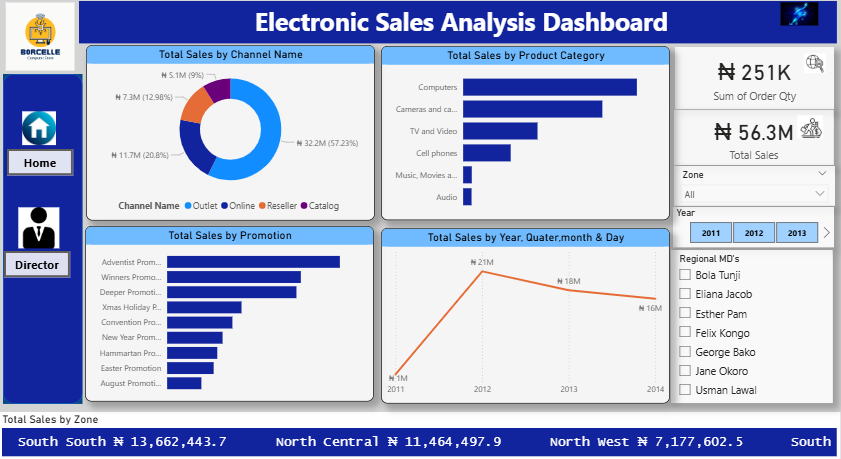 Electronic Sales Analysis Dashboard
BORCELLE
Computer Store
Home
Director
Total Sales by Channel Name
₦ 5.1M (9%)
₦ 7.3M (12.98%)
₦ 11.7M (20.8%)
₦ 32.2M (57.23%)
Channel Name Outlet Online Reseller Catalog
Total Sales by Product Category
Computers
Cameras and ca...
TV and Video
Cell phones
Music, Movies a...
Audio
₦ 251K
Sum of Order Qty
₦ 56.3M
Total Sales
Zone
All
Year
2011 2012 2013
Regional MD's
Bola Tunji
Eliana Jacob
Esther Pam
Felix Kongo
George Bako
Jane Okoro
Usman Lawal
Total Sales by Promotion
Adventist Prom...
Winners Promo...
Deeper Promoti...
Xmas Holiday P...
Convention Pro...
New Year Prom...
Hammartan Pro...
Easter Promotion
August Promoti...
Total Sales by Year, Quater,month & Day
₦ 21M
₦ 18M
₦ 16M
₦ 1M
2011 2012 2013 2014
Total Sales by Zone
South South ₦ 13,662,443.7 North Central ₦ 11,464,497.9 North West ₦ 7,177,602.5 South